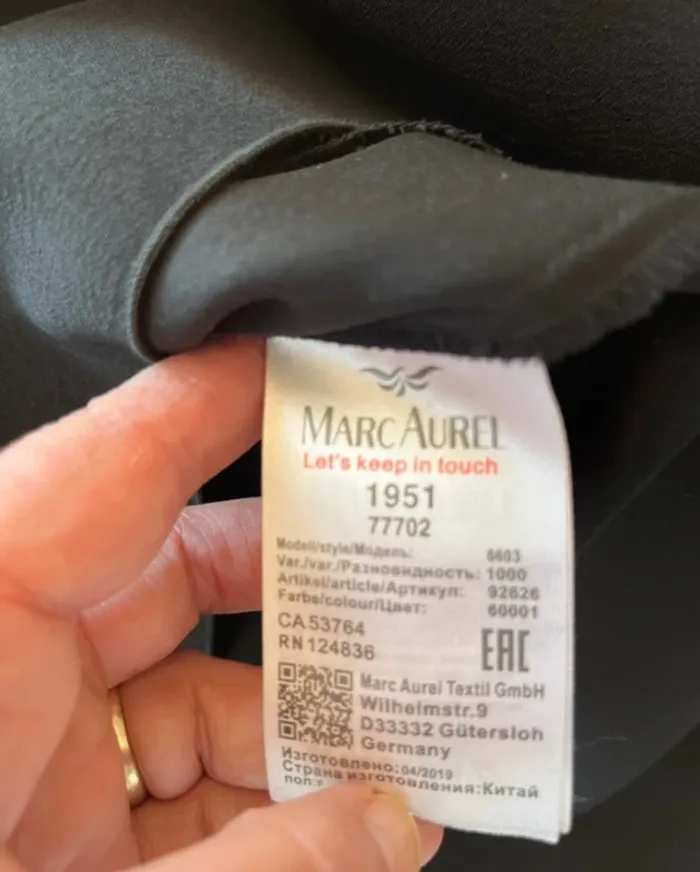 MARC AUREL
Let's keep in touch
1951
77702
Modell/style/Модель: 6603
Var./var./Разновидность: 1000
Artikel/article/Артикул: 92626
Farbe/colour/Цвет: 60001
CA 53764
RN 124836
EAC
Marc Aurel Textil GmbH
Wilhelmstr.9
D33332 Gütersloh
Germany
Изготовлено: 04/2019
Страна изготовления: Китай